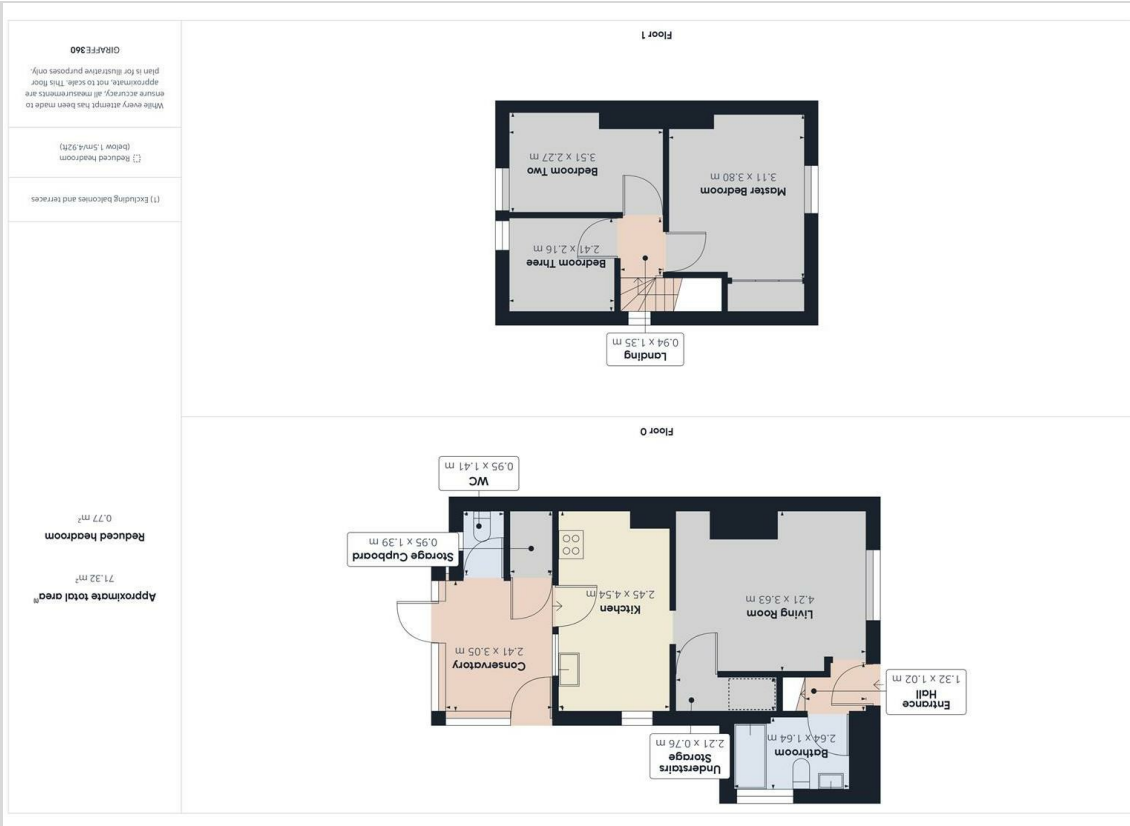 Bathroom
2.64 x 1.64 m
Understairs
Storage
2.21 x 0.76 m
Entrance
Hall
1.32 x 1.02 m
Living Room
4.21 x 3.63 m
Kitchen
2.45 x 4.54 m
Conservatory
2.41 x 3.05 m
Storage Cupboard
0.95 x 1.39 m
WC
0.95 x 1.41 m
Floor 0
Landing
0.94 x 1.35 m
Bedroom Three
2.41 x 2.16 m
Master Bedroom
3.11 x 3.80 m
Bedroom Two
3.51 x 2.27 m
Floor 1
Approximate total area⁽¹⁾
71.32 m²
Reduced headroom
0.77 m²
(1) Excluding balconies and terraces
Reduced headroom
(below 1.5m/4.92ft)
While every attempt has been made to
ensure accuracy, all measurements are
approximate, not to scale. This floor
plan is for illustrative purposes only.
GIRAFFE360